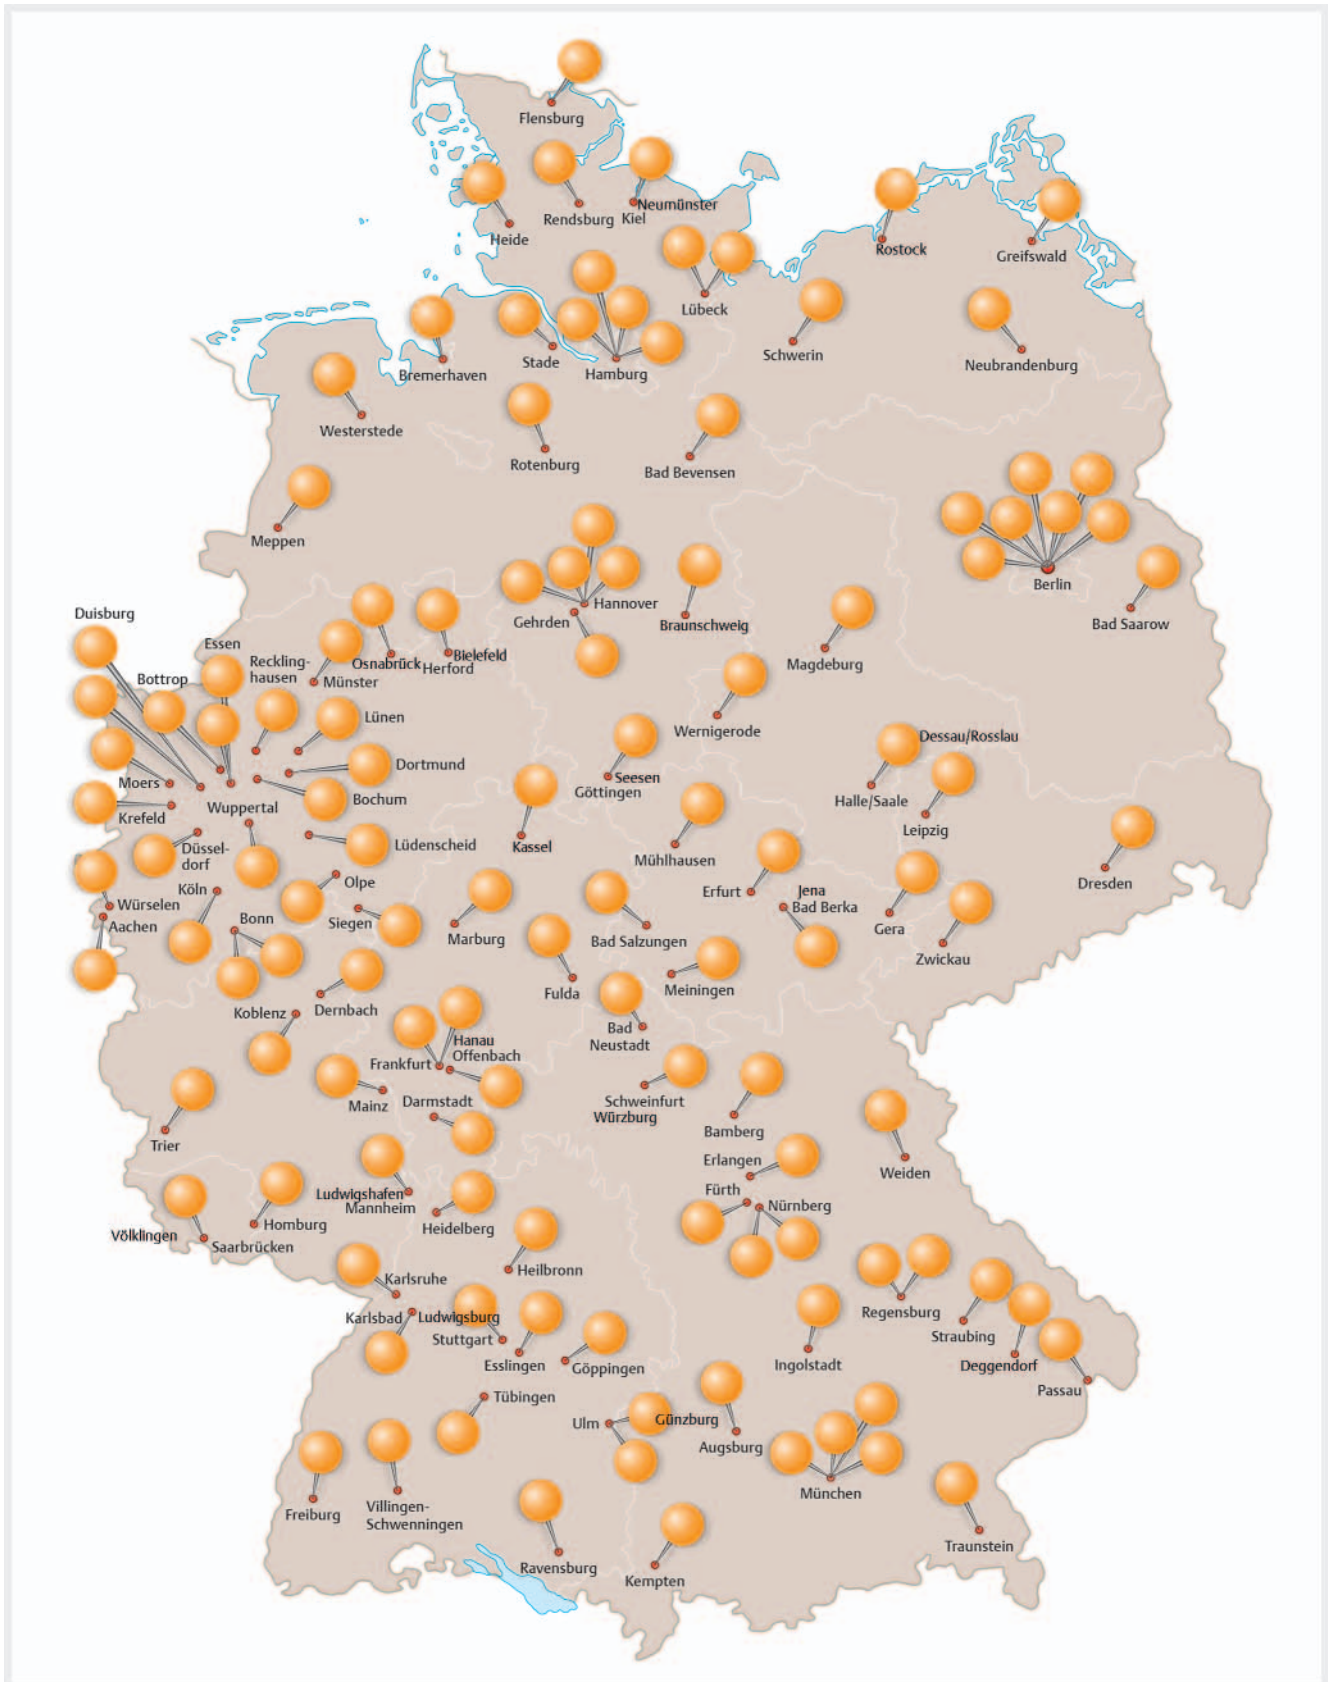 Flensburg
Neumünster
Rendsburg
Kiel
Heide
Rostock
Greifswald
Lübeck
Schwerin
Stade
Hamburg
Bremerhaven
Neubrandenburg
Westerstede
Rotenburg
Bad Bevensen
Meppen
Berlin
Hannover
Gehrden
Braunschweig
Bad Saarow
Duisburg
Essen
Reckling-
hausen
Osnabrück
Bielefeld
Herford
Magdeburg
Bottrop
Münster
Lünen
Wernigerode
Dessau/Rosslau
Dortmund
Seesen
Göttingen
Moers
Bochum
Halle/Saale
Krefeld
Wuppertal
Leipzig
Düssel-
dorf
Lüdenscheid
Kassel
Mühlhausen
Köln
Olpe
Erfurt
Jena
Bad Berka
Dresden
Würselen
Aachen
Bonn
Siegen
Marburg
Bad Salzungen
Gera
Zwickau
Koblenz
Dernbach
Fulda
Meiningen
Bad
Neustadt
Hanau
Offenbach
Frankfurt
Mainz
Darmstadt
Schweinfurt
Würzburg
Trier
Bamberg
Erlangen
Weiden
Fürth
Nürnberg
Ludwigshafen
Mannheim
Heidelberg
Homburg
Völklingen
Saarbrücken
Heilbronn
Karlsruhe
Karlsbad
Ludwigsburg
Stuttgart
Regensburg
Straubing
Esslingen
Göppingen
Ingolstadt
Deggendorf
Passau
Tübingen
Ulm
Günzburg
Augsburg
München
Freiburg
Villingen-
Schwenningen
Traunstein
Ravensburg
Kempten